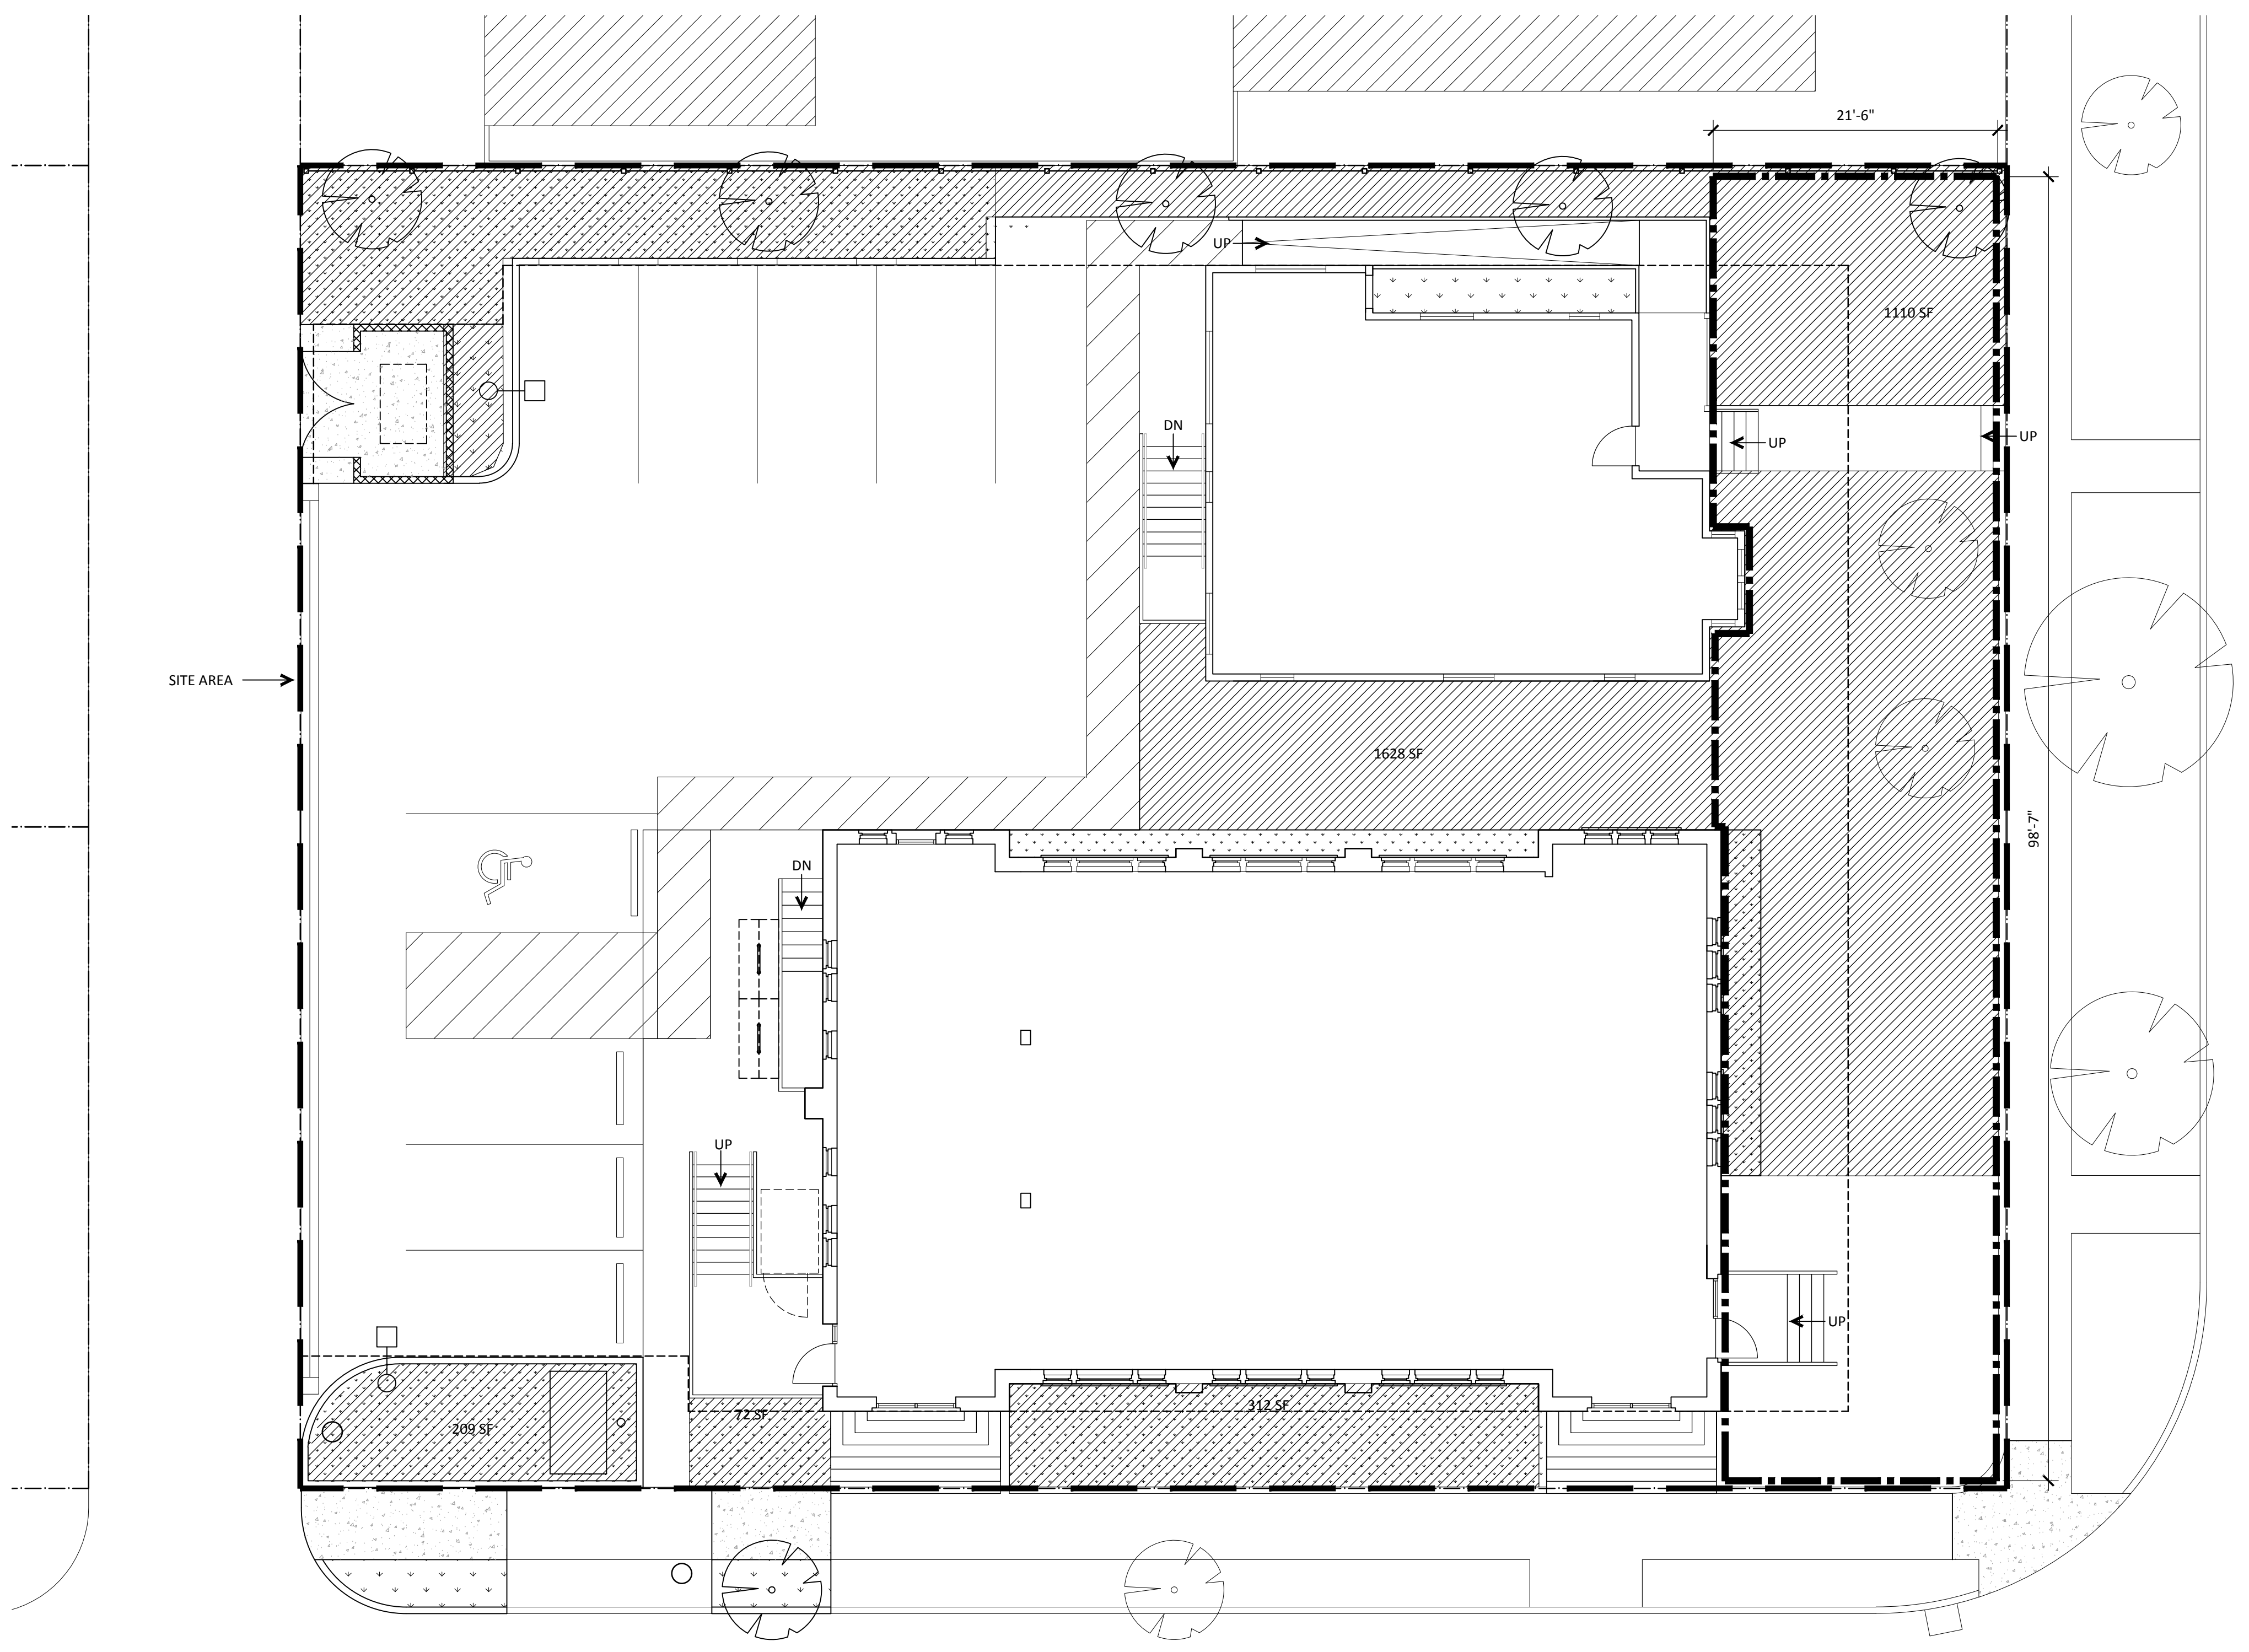 21'-6"
UP
1110 SF
DN
UP
UP
SITE AREA
1628 SF
98'-7"
DN
UP
UP
312 SF
72 SF
209 SF